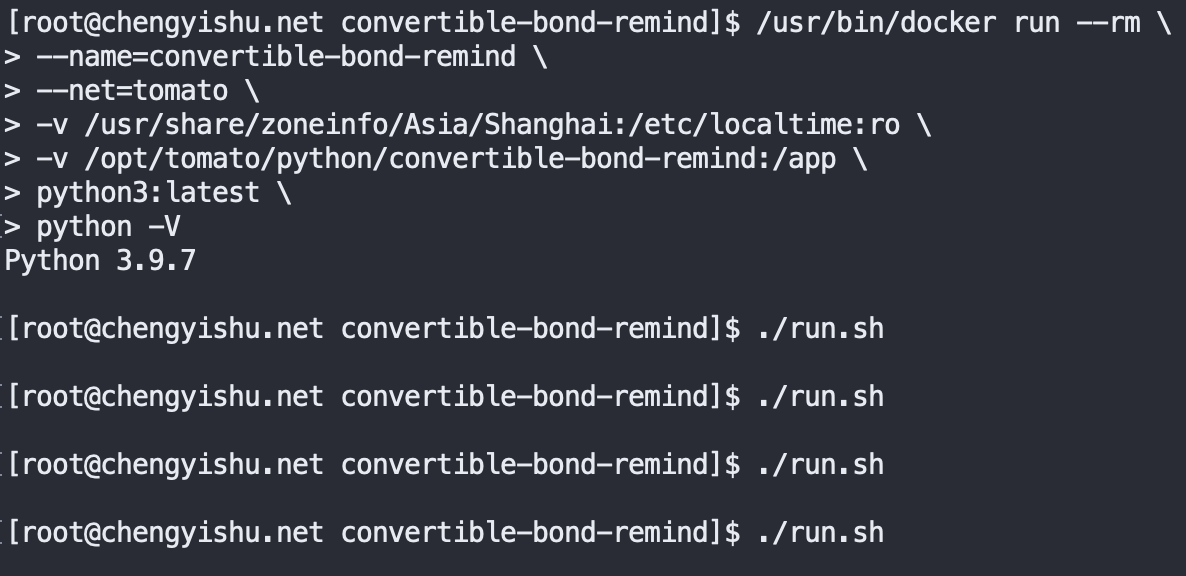 [root@chengyishu.net convertible-bond-remind]$ /usr/bin/docker run --rm \
> --name=convertible-bond-remind \
> --net=tomato \
> -v /usr/share/zoneinfo/Asia/Shanghai:/etc/localtime:ro \
> -v /opt/tomato/python/convertible-bond-remind:/app \
> python3:latest \
> python -V
Python 3.9.7
[root@chengyishu.net convertible-bond-remind]$ ./run.sh
[root@chengyishu.net convertible-bond-remind]$ ./run.sh
[root@chengyishu.net convertible-bond-remind]$ ./run.sh
[root@chengyishu.net convertible-bond-remind]$ ./run.sh